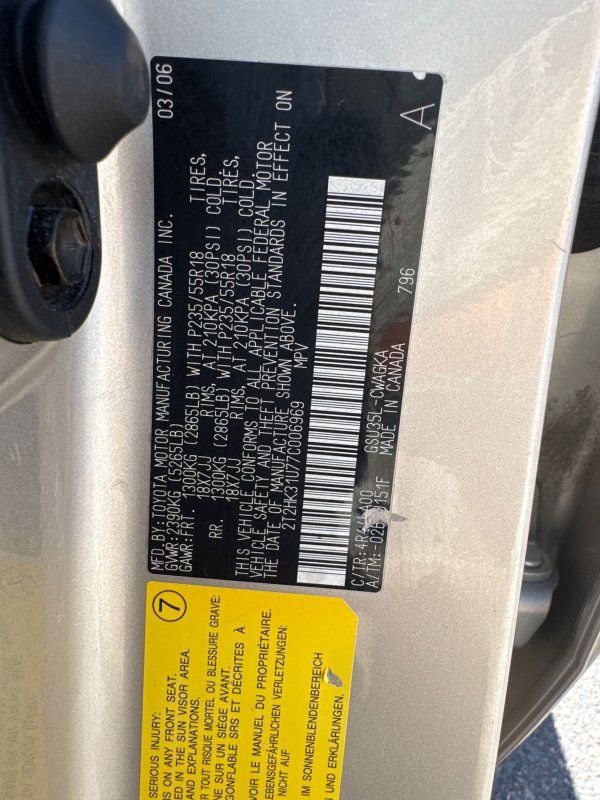 MFD.BY:TOYOTA MOTOR MANUFACTURING CANADA INC. 03/06
GVWR:2390KG (5265LB)
GAWR:FRT. 1300KG (2865LB) WITH P235/55R18 TIRES,
18X7JJ RIMS, AT 210KPA (30PSI) COLD.
RR. 1300KG (2865LB) WITH P235/55R18 TIRES,
18X7JJ RIMS, AT 210KPA (30PSI) COLD.
THIS VEHICLE CONFORMS TO ALL APPLICABLE FEDERAL MOTOR
VEHICLE SAFETY AND THEFT PREVENTION STANDARDS IN EFFECT ON
THE DATE OF MANUFACTURE SHOWN ABOVE.
2T2HK31U77C006969 MPV
C/TR: GSU35L-CWAGKA 796
A/TM: MADE IN CANADA
A
7
SERIOUS INJURY:
S ON ANY FRONT SEAT.
ED IN THE SUN VISOR AREA.
AND EXPLANATIONS.
R TOUT RISQUE MORTEL OU BLESSURE GRAVE:
NE SUR UN SIÈGE AVANT.
GONFLABLE SRS ET DÉCRITES À
VOIR LE MANUEL DU PROPRIÉTAIRE.
EBENSGEFÄHRLICHEN VERLETZUNGEN:
NICHT AUF
IM SONNENBLENDENBEREICH
UND ERKLÄRUNGEN.